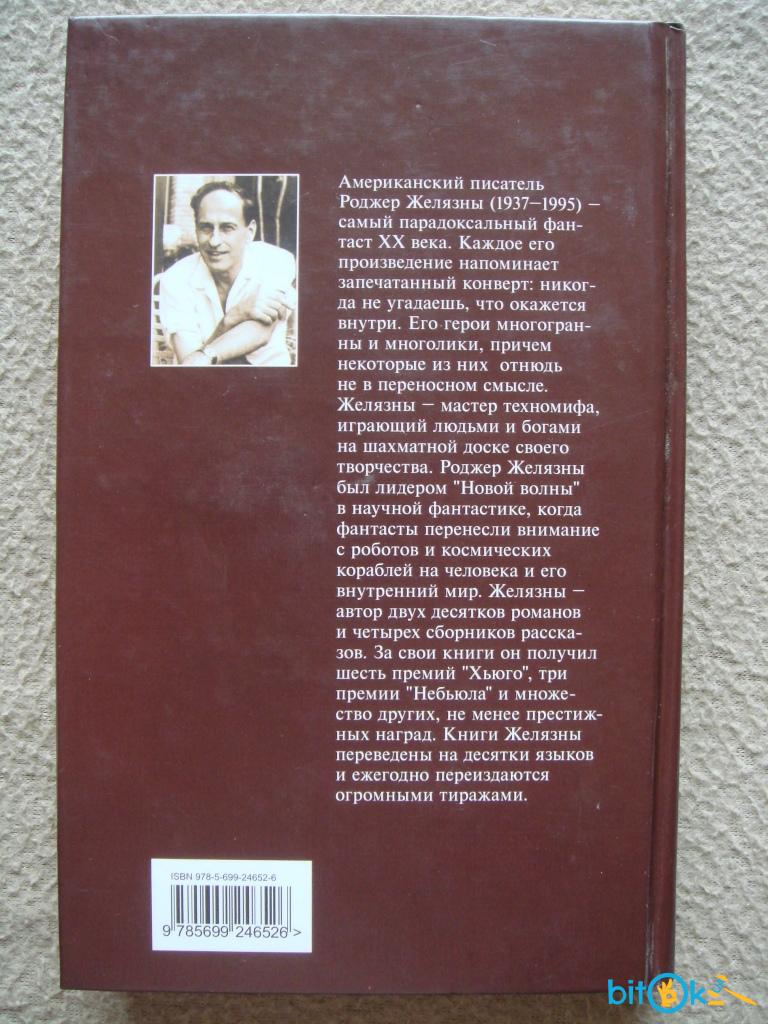 Американский писатель
Роджер Желязны (1937–1995) –
самый парадоксальный фан-
таст XX века. Каждое его
произведение напоминает
запечатанный конверт: никог-
да не угадаешь, что окажется
внутри. Его герои многогран-
ны и многолики, причем
некоторые из них отнюдь
не в переносном смысле.
Желязны – мастер техномифа,
играющий людьми и богами
на шахматной доске своего
творчества. Роджер Желязны
был лидером "Новой волны"
в научной фантастике, когда
фантасты перенесли внимание
с роботов и космических
кораблей на человека и его
внутренний мир. Желязны –
автор двух десятков романов
и четырех сборников расска-
зов. За свои книги он получил
шесть премий "Хьюго", три
премии "Небьюла" и множе-
ство других, не менее престиж-
ных наград. Книги Желязны
переведены на десятки языков
и ежегодно переиздаются
огромными тиражами.
ISBN 978-5-699-24652-6
9 785699 246526 >
bitOk